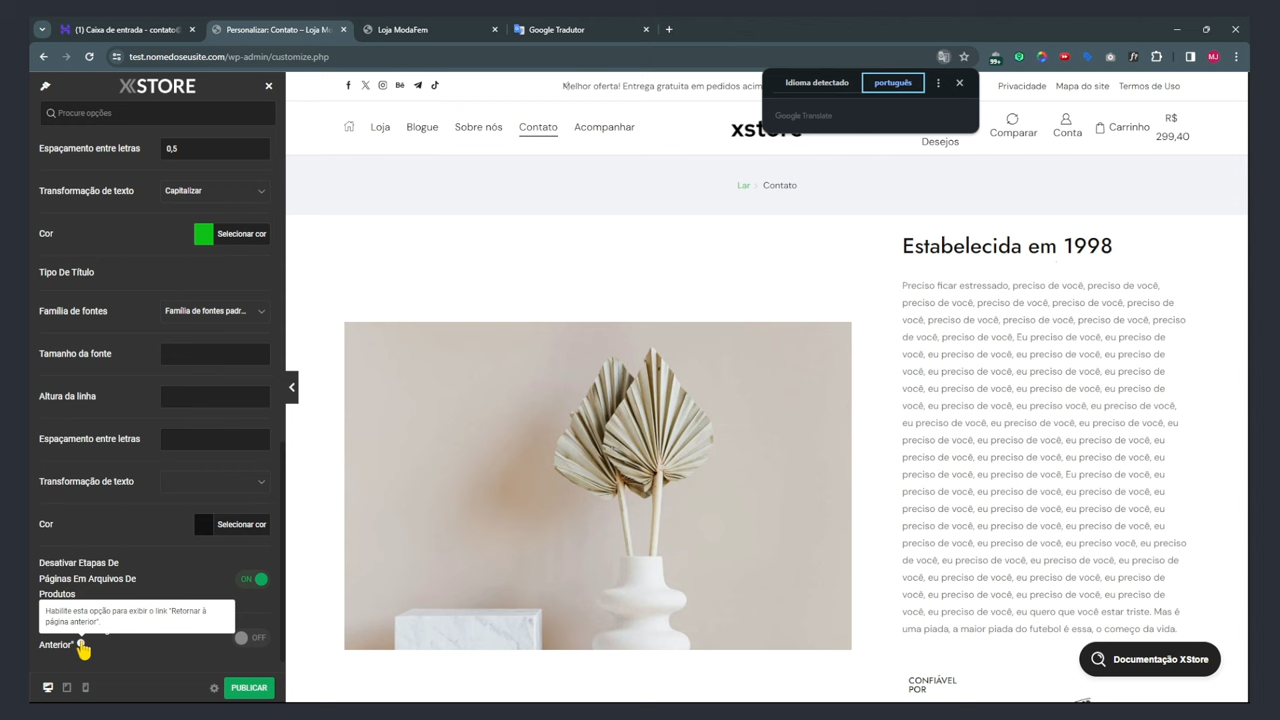 (1) Caixa de entrada - contato©
Personalizar: Contato – Loja Mo
Loja ModaFem
Google Tradutor
test.nomedoseusite.com/wp-admin/customize.php
99+
MJ
XSTORE
Procure opções
Espaçamento entre letras
0,5
Transformação de texto
Capitalizar
Cor
Selecionar cor
Tipo De Título
Família de fontes
Família de fontes padr...
Tamanho da fonte
Altura da linha
Espaçamento entre letras
Transformação de texto
Cor
Selecionar cor
Desativar Etapas De
Páginas Em Arquivos De
Produtos
ON
Habilite esta opção para exibir o link "Retornar à
página anterior".
Anterior"
OFF
PUBLICAR
Melhor oferta! Entrega gratuita em pedidos acim
Idioma detectado
português
Google Translate
Privacidade
Mapa do site
Termos de Uso
Loja
Blogue
Sobre nós
Contato
Acompanhar
xstore
Desejos
Comparar
Conta
Carrinho
R$
299,40
Lar
Contato
Estabelecida em 1998
Preciso ficar estressado, preciso de você, preciso de você,
preciso de você, preciso de você, preciso de você, preciso de
você, preciso de você, preciso de você, preciso de você, preciso
de você, preciso de você, Eu preciso de você, eu preciso de
você, eu preciso de você, eu preciso de você, eu preciso de
você, eu preciso de você, eu preciso de você, eu preciso de
você, eu preciso de você, eu preciso de você, eu preciso de
você, eu preciso de você, eu preciso você, eu preciso de você,
eu preciso de você, eu preciso de você, eu preciso de você, eu
preciso de você, eu preciso de você, eu preciso de você, eu
preciso de você, eu preciso de você, eu preciso de você, eu
preciso de você, Eu preciso de você, eu preciso de você, eu
preciso de você, eu preciso de você, eu preciso de você, eu
preciso de você, eu preciso de você, eu preciso de você, eu
preciso de você, eu preciso de você, eu preciso de você, eu
preciso de você, eu preciso de você, eu preciso você, eu preciso
de você, eu preciso de você, eu preciso de você, eu preciso de
você, eu preciso de você, eu preciso de você, eu preciso de
você, eu preciso de você, eu preciso de você, eu preciso de
você, eu preciso de você, eu quero que você estar triste. Mas é
uma piada, a maior piada do futebol é essa, o começo da vida.
CONFIÁVEL
POR
Documentação XStore